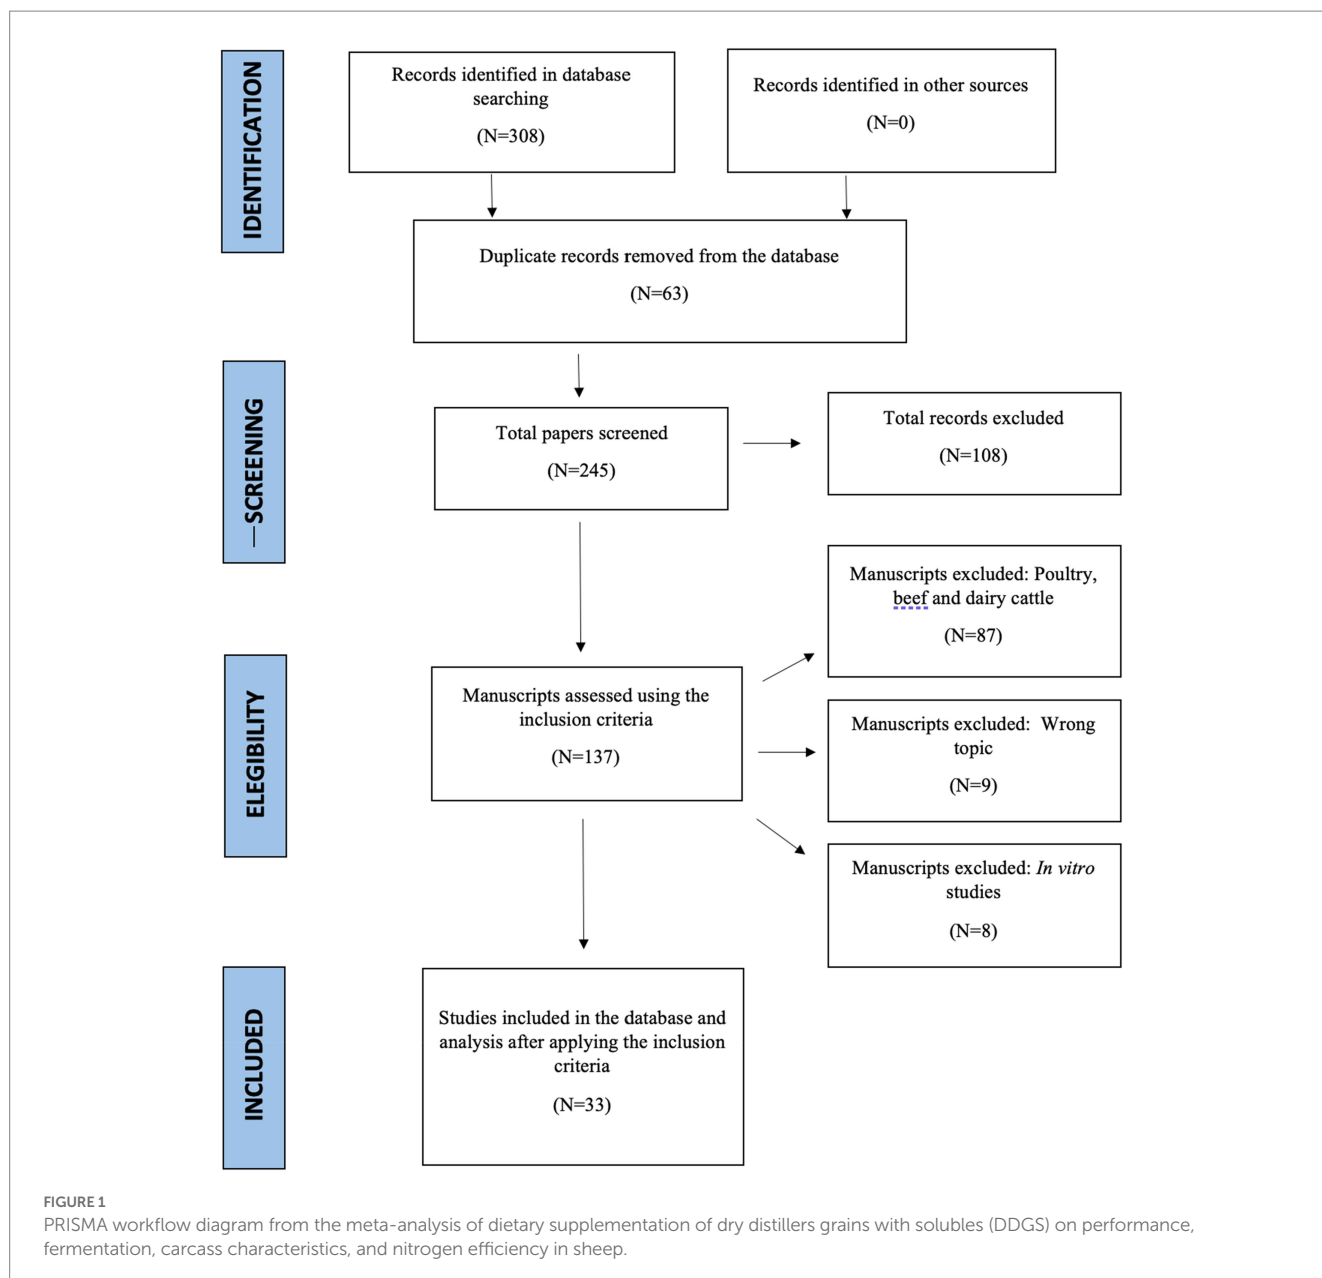 IDENTIFICATION
Records identified in database
searching
(N=308)
Records identified in other sources
(N=0)
Duplicate records removed from the database
(N=63)
—SCREENING
Total papers screened
(N=245)
Total records excluded
(N=108)
ELEGIBILITY
Manuscripts assessed using the
inclusion criteria
(N=137)
Manuscripts excluded: Poultry,
beef and dairy cattle
(N=87)
Manuscripts excluded: Wrong
topic
(N=9)
Manuscripts excluded: In vitro
studies
(N=8)
INCLUDED
Studies included in the database and
analysis after applying the inclusion
criteria
(N=33)
FIGURE 1
PRISMA workflow diagram from the meta-analysis of dietary supplementation of dry distillers grains with solubles (DDGS) on performance,
fermentation, carcass characteristics, and nitrogen efficiency in sheep.